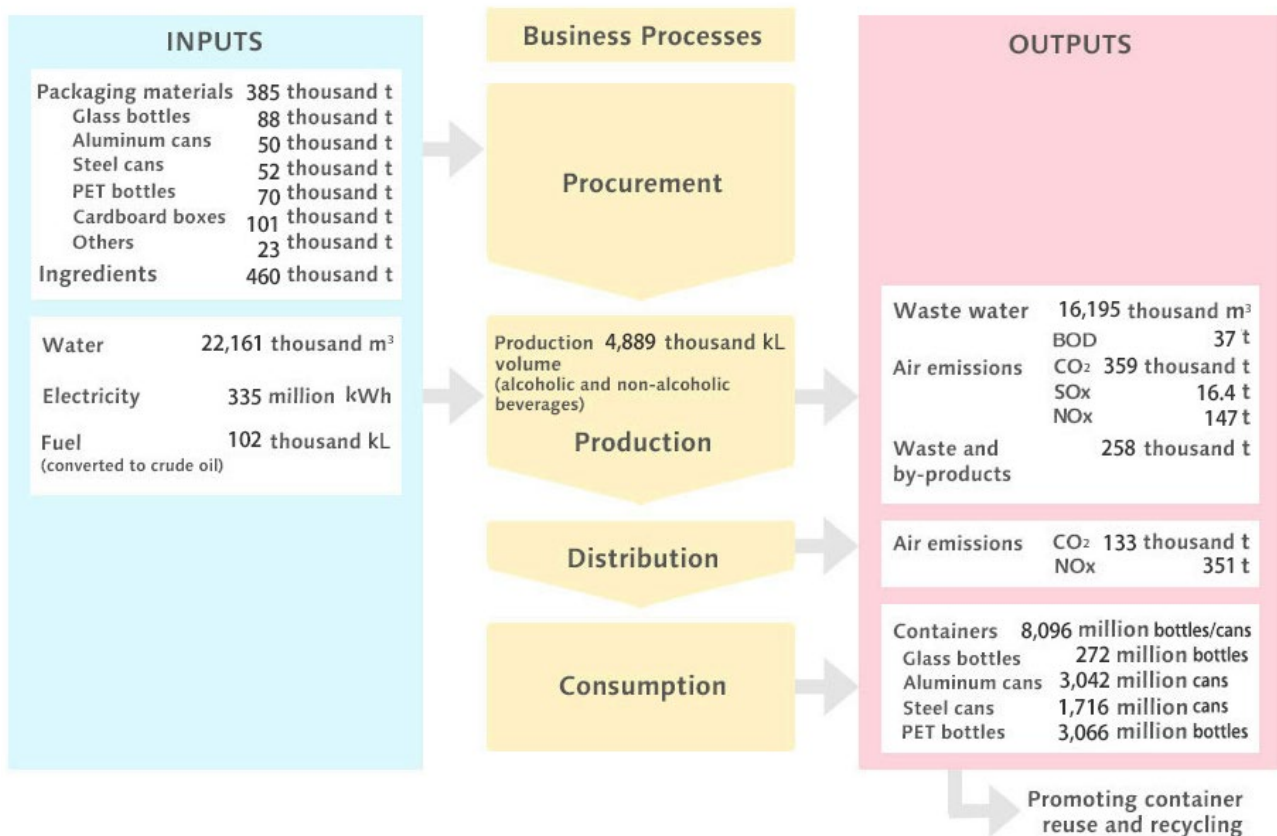 INPUTS
Packaging materials 385 thousand t
Glass bottles 88 thousand t
Aluminum cans 50 thousand t
Steel cans 52 thousand t
PET bottles 70 thousand t
Cardboard boxes 101 thousand t
Others 23 thousand t
Ingredients 460 thousand t
Water 22,161 thousand m³
Electricity 335 million kWh
Fuel 102 thousand kL
(converted to crude oil)
Business Processes
Procurement
Production 4,889 thousand kL
volume
(alcoholic and non-alcoholic
beverages)
Production
Distribution
Consumption
OUTPUTS
Waste water 16,195 thousand m³
BOD 37 t
Air emissions CO₂ 359 thousand t
SOx 16.4 t
NOx 147 t
Waste and 258 thousand t
by-products
Air emissions CO₂ 133 thousand t
NOx 351 t
Containers 8,096 million bottles/cans
Glass bottles 272 million bottles
Aluminum cans 3,042 million cans
Steel cans 1,716 million cans
PET bottles 3,066 million bottles
Promoting container
reuse and recycling